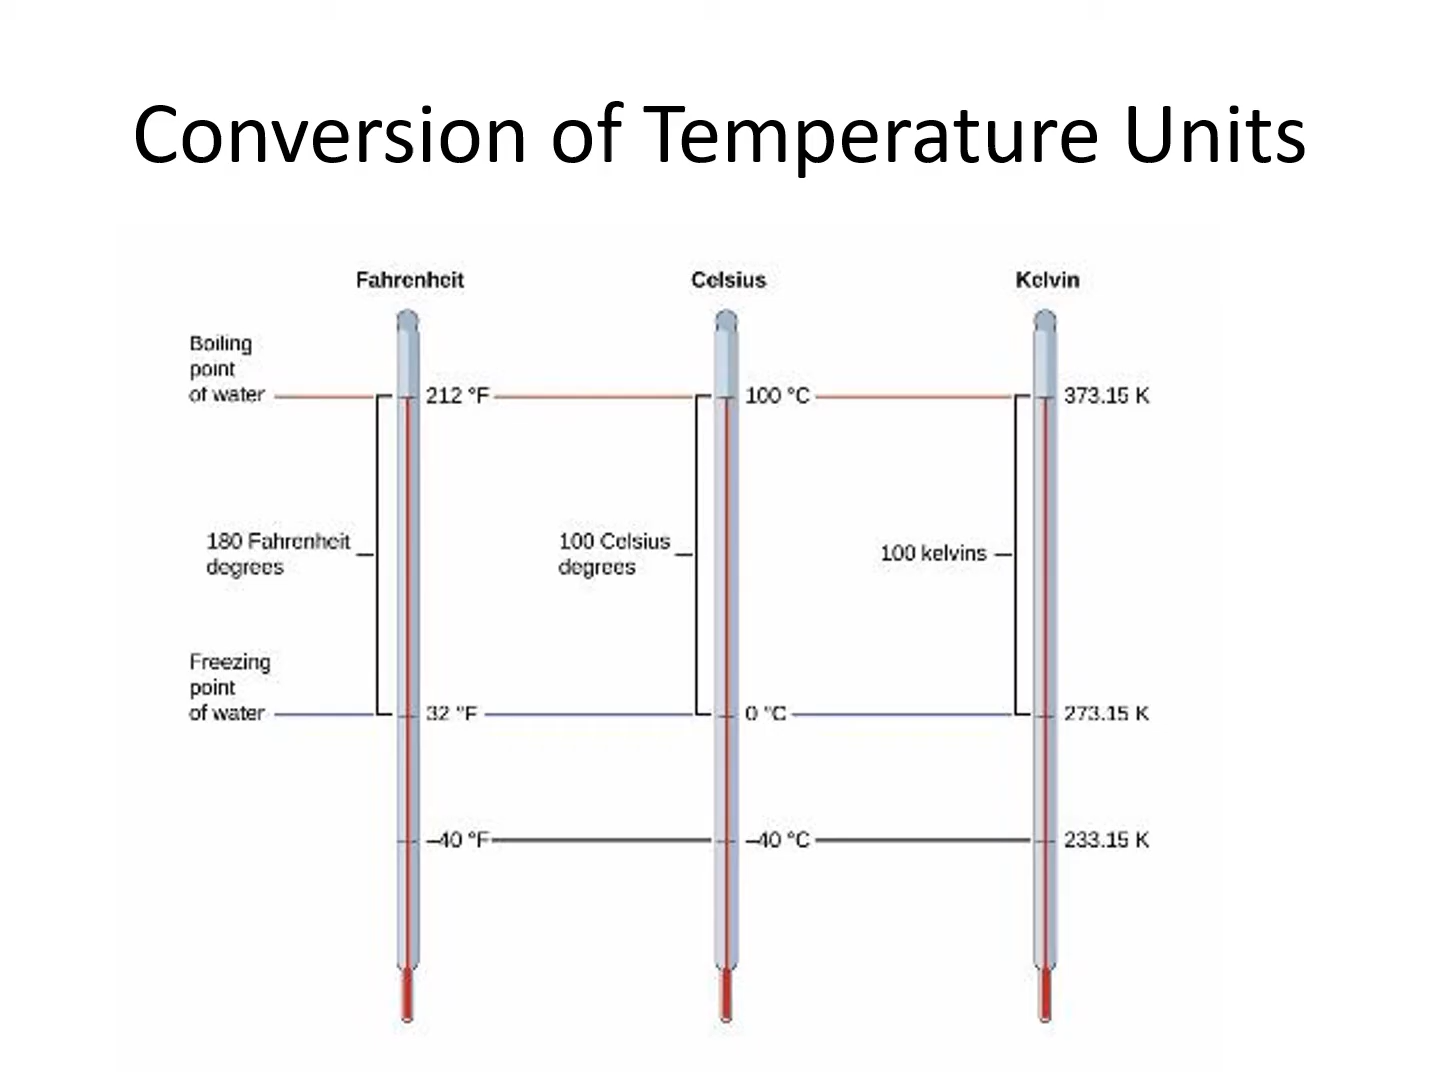 Conversion of Temperature Units
Fahrenheit
Celsius
Kelvin
Boiling
point
of water
212 °F
100 °C
373.15 K
180 Fahrenheit
degrees
100 Celsius
degrees
100 kelvins
Freezing
point
of water
32 °F
0 °C
273.15 K
–40 °F
–40 °C
233.15 K